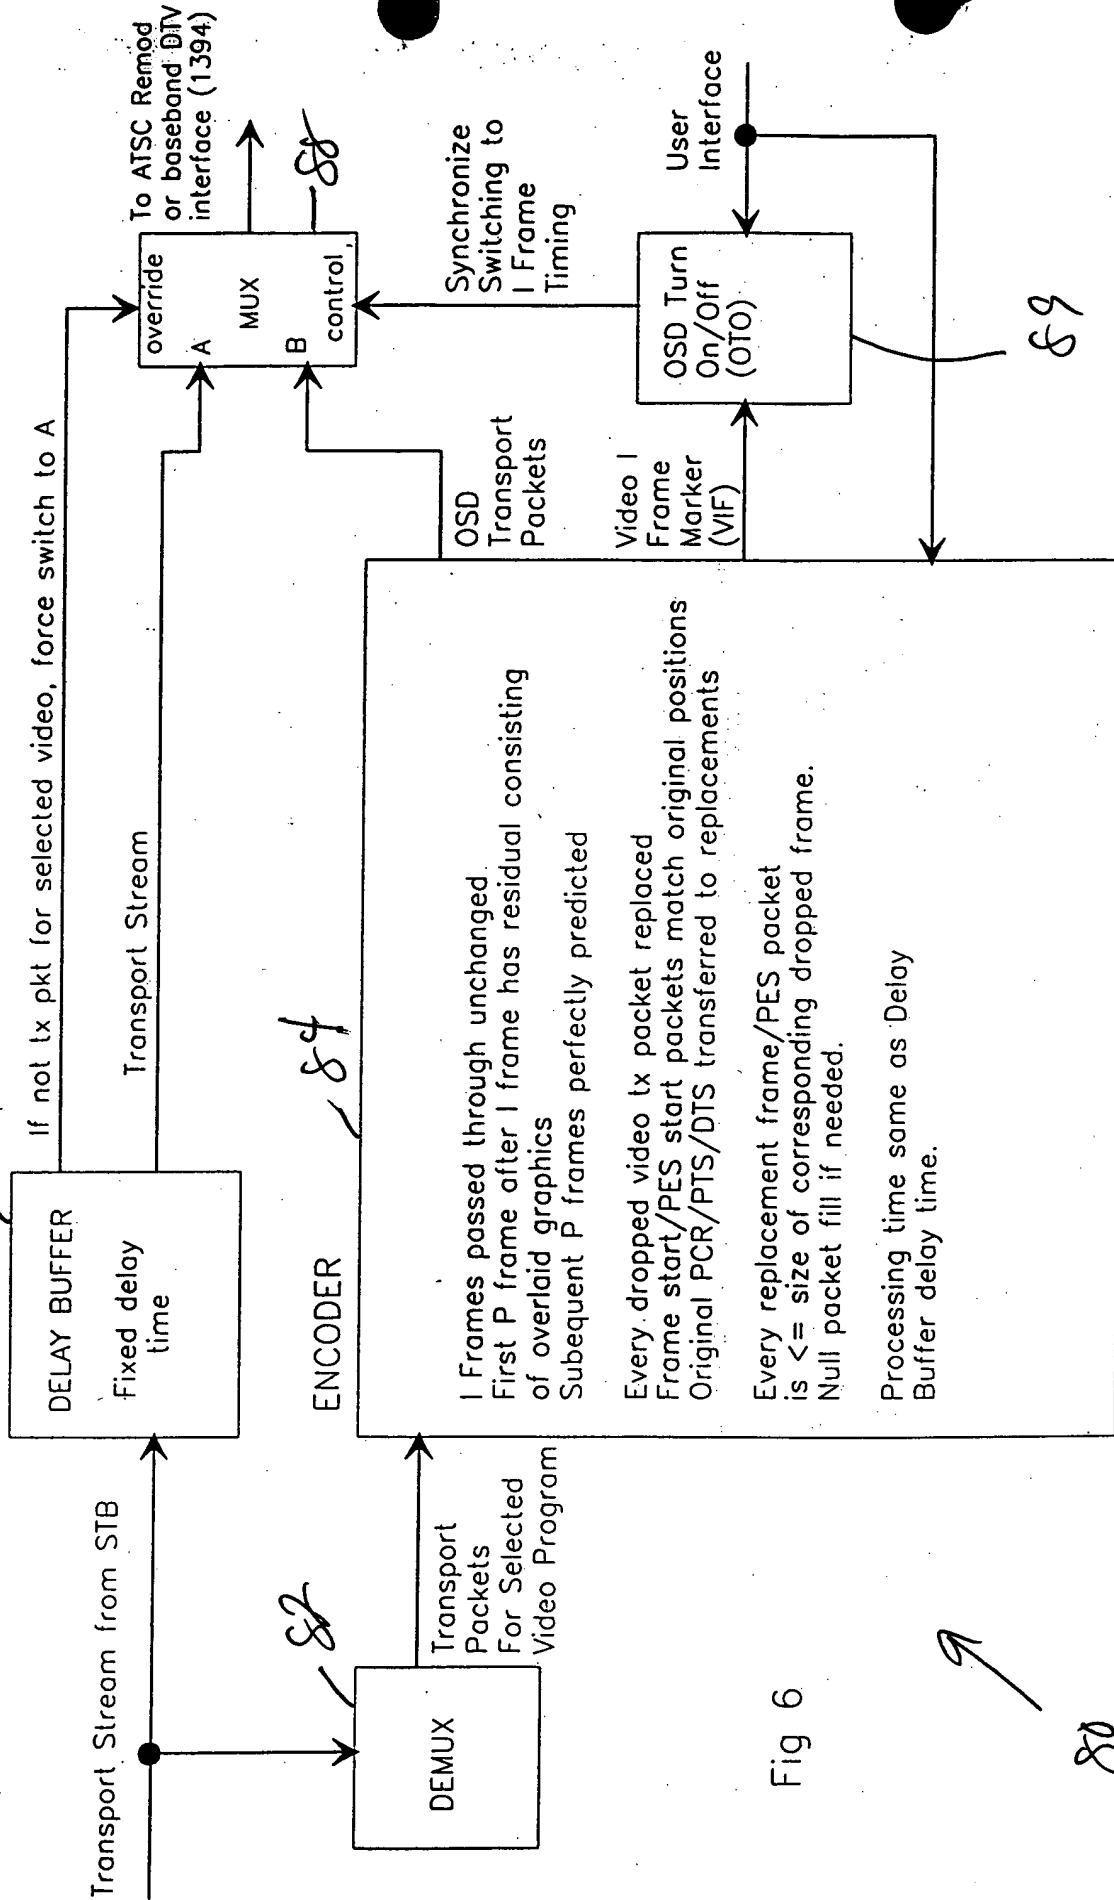 Transport Stream from STB
DELAY BUFFER
Fixed delay
time
If not tx pkt for selected video, force switch to A
Transport Stream
To ATSC Remod
or baseband DTV
interface (1394)
override
A
MUX
B
control
88
Synchronize
Switching to
I Frame
Timing
User
Interface
OSD Turn
On/Off
(OTO)
89
OSD
Transport
Packets
Video I
Frame
Marker
(VIF)
82
DEMUX
Transport
Packets
For Selected
Video Program
ENCODER
84
I Frames passed through unchanged
First P frame after I frame has residual consisting
of overlaid graphics
Subsequent P frames perfectly predicted
Every dropped video tx packet replaced
Frame start/PES start packets match original positions
Original PCR/PTS/DTS transferred to replacements
Every replacement frame/PES packet
is <= size of corresponding dropped frame.
Null packet fill if needed.
Processing time same as Delay
Buffer delay time.
Fig 6
80